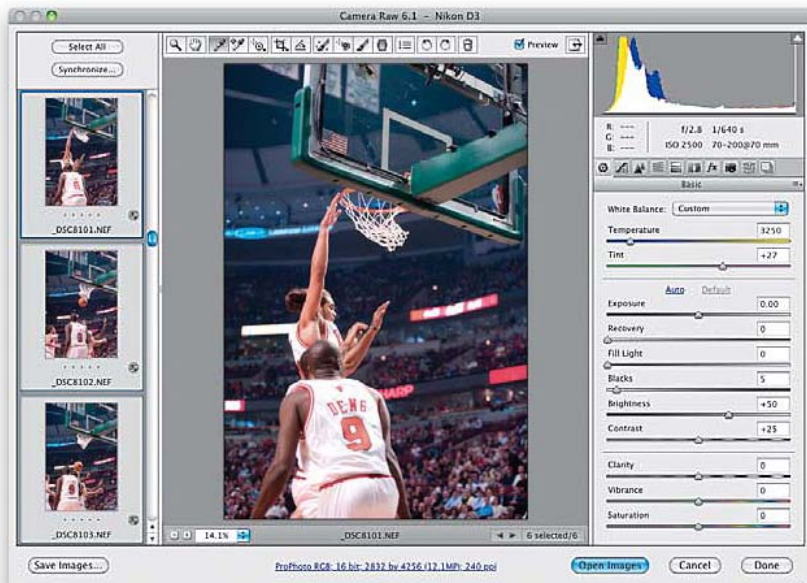 Camera Raw 6.1 – Nikon D3
Select All
Synchronize...
Preview
_DSC8101.NEF
_DSC8102.NEF
_DSC8103.NEF
SHARP
DENG
9
14.1%
_DSC8101.NEF
6 selected/6
R: ---
G: ---
B: ---
f/2.8 1/640 s
ISO 2500 70-200@70 mm
Basic
White Balance: Custom
Temperature 3250
Tint +27
Auto Default
Exposure 0.00
Recovery 0
Fill Light 0
Blacks 5
Brightness +50
Contrast +25
Clarity 0
Vibrance 0
Saturation 0
Save Images...
ProPhoto RGB; 16 bit; 2832 by 4256 (12.1MP); 240 ppi
Open Images
Cancel
Done